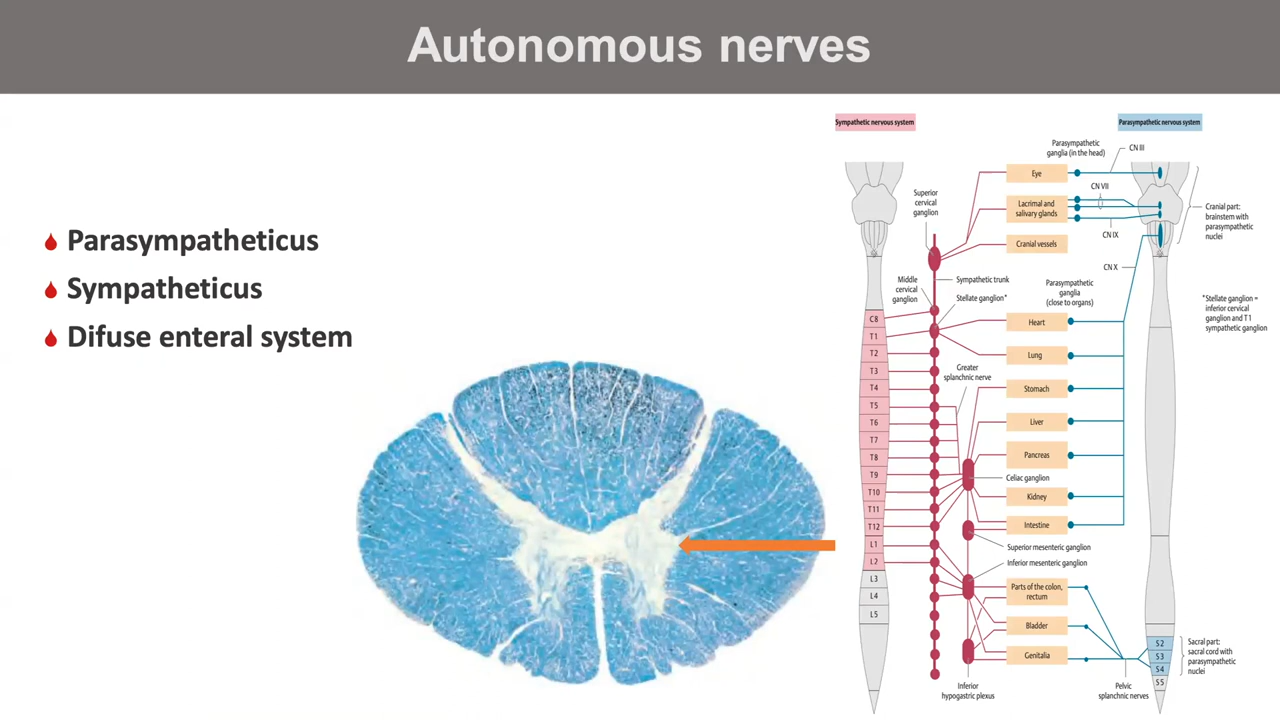 Autonomous nerves
Parasympatheticus
Sympatheticus
Difuse enteral system
Sympathetic nervous system
Parasympathetic nervous system
Superior
cervical
ganglion
Middle
cervical
ganglion
Sympathetic trunk
Stellate ganglion*
Greater
splanchnic nerve
C8
T1
T2
T3
T4
T5
T6
T7
T8
T9
T10
T11
T12
L1
L2
L3
L4
L5
Parasympathetic
ganglia (in the head)
CN III
CN VII
CN IX
CN X
Eye
Lacrimal and
salivary glands
Cranial vessels
Parasympathetic
ganglia
(close to organs)
Heart
Lung
Stomach
Liver
Pancreas
Celiac ganglion
Kidney
Intestine
Superior mesenteric ganglion
Inferior mesenteric ganglion
Parts of the colon,
rectum
Bladder
Genitalia
Inferior
hypogastric plexus
Pelvic
splanchnic nerves
Cranial part:
brainstem with
parasympathetic
nuclei
*Stellate ganglion =
inferior cervical
ganglion and T1
sympathetic ganglion
S2
S3
S4
S5
Sacral part:
sacral cord with
parasympathetic
nuclei